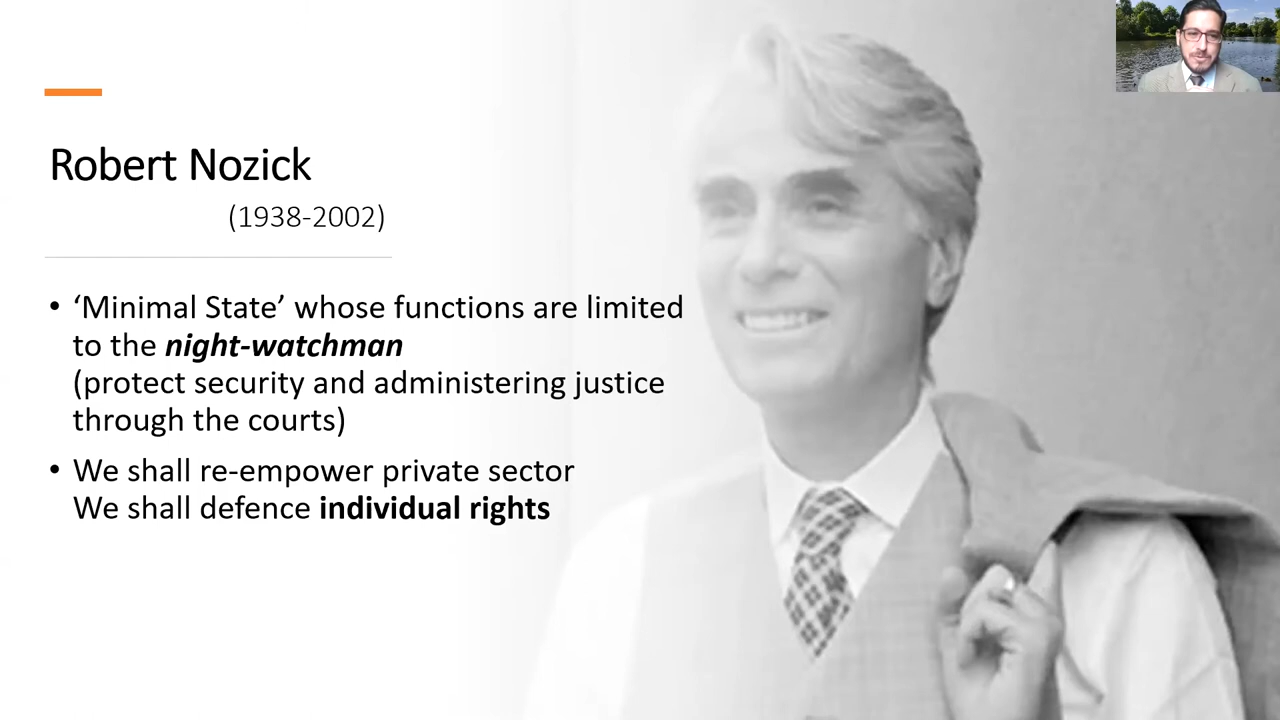 Robert Nozick
(1938-2002)
• ‘Minimal State’ whose functions are limited
to the night-watchman
(protect security and administering justice
through the courts)
• We shall re-empower private sector
We shall defence individual rights